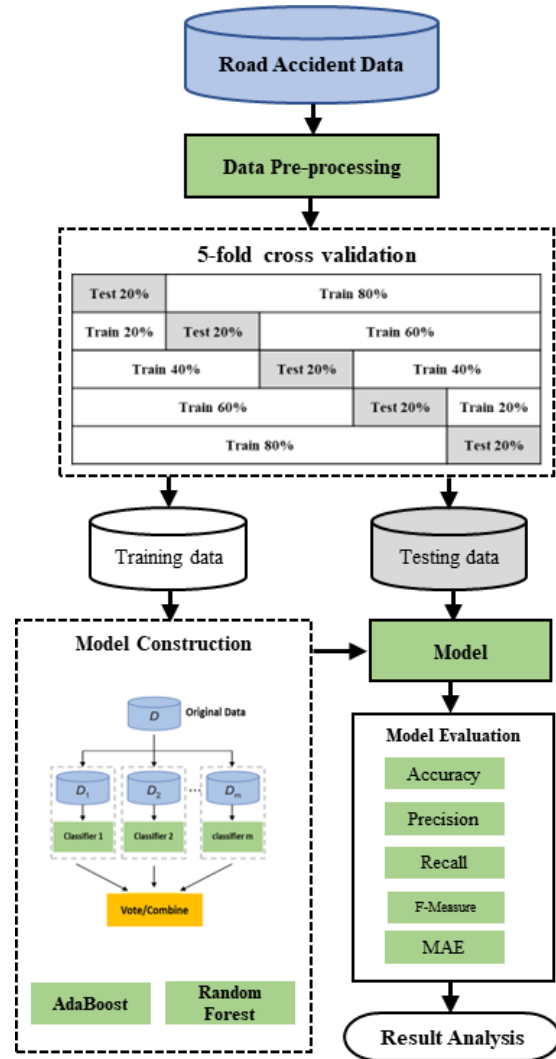 Road Accident Data
Data Pre-processing
5-fold cross validation
Test 20% Train 80%
Train 20% Test 20% Train 60%
Train 40% Test 20% Train 40%
Train 60% Test 20% Train 20%
Train 80% Test 20%
Training data
Testing data
Model Construction
D Original Data
D1 D2 ... Dm
Classifier 1 Classifier 2 classifier m
Vote/Combine
AdaBoost
Random
Forest
Model
Model Evaluation
Accuracy
Precision
Recall
F-Measure
MAE
Result Analysis